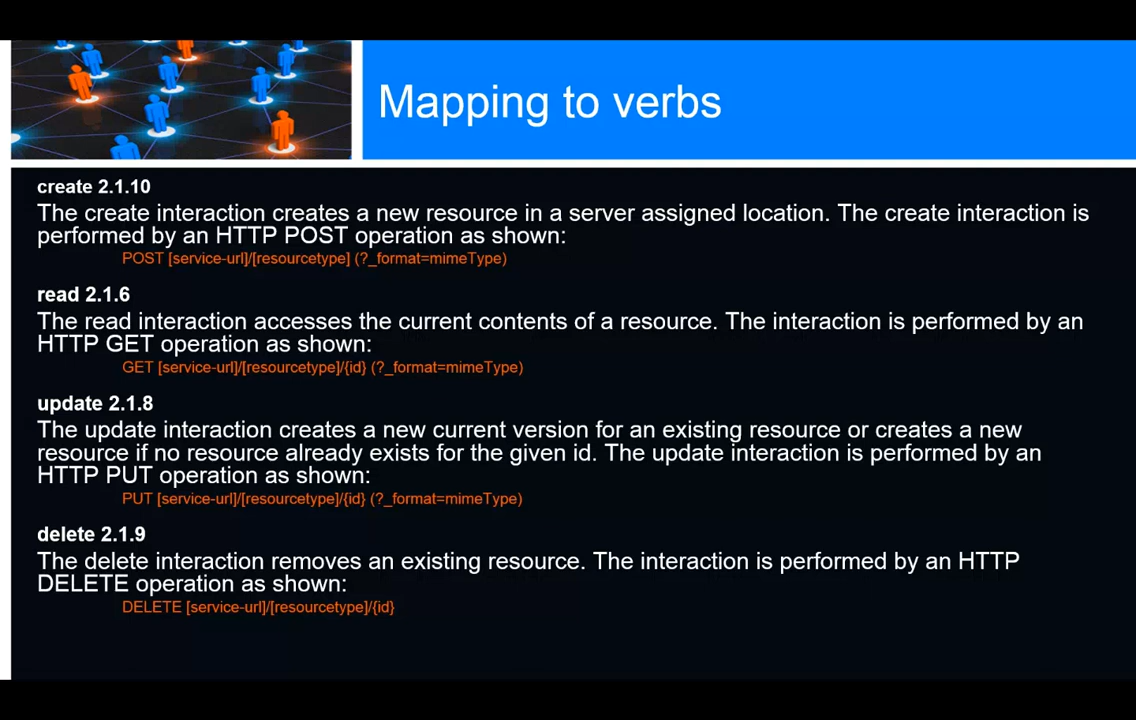 Mapping to verbs
create 2.1.10
The create interaction creates a new resource in a server assigned location. The create interaction is
performed by an HTTP POST operation as shown:
POST [service-url]/[resourcetype] (?_format=mimeType)
read 2.1.6
The read interaction accesses the current contents of a resource. The interaction is performed by an
HTTP GET operation as shown:
GET [service-url]/[resourcetype]/{id} (?_format=mimeType)
update 2.1.8
The update interaction creates a new current version for an existing resource or creates a new
resource if no resource already exists for the given id. The update interaction is performed by an
HTTP PUT operation as shown:
PUT [service-url]/[resourcetype]/{id} (?_format=mimeType)
delete 2.1.9
The delete interaction removes an existing resource. The interaction is performed by an HTTP
DELETE operation as shown:
DELETE [service-url]/[resourcetype]/{id}